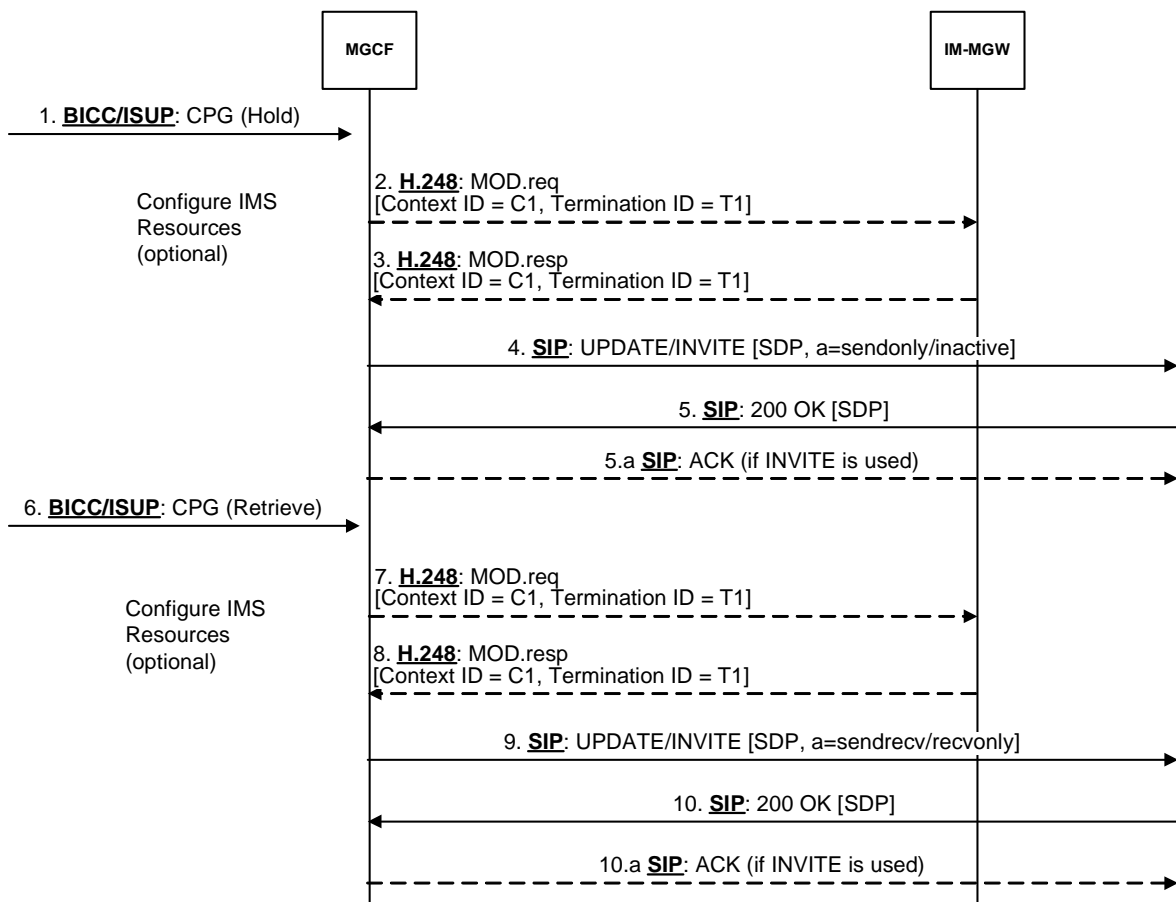 MGCF
IM-MGW
1. BICC/ISUP: CPG (Hold)
Configure IMS
Resources
(optional)
2. H.248: MOD.req
[Context ID = C1, Termination ID = T1]
3. H.248: MOD.resp
[Context ID = C1, Termination ID = T1]
4. SIP: UPDATE/INVITE [SDP, a=sendonly/inactive]
5. SIP: 200 OK [SDP]
5.a SIP: ACK (if INVITE is used)
6. BICC/ISUP: CPG (Retrieve)
Configure IMS
Resources
(optional)
7. H.248: MOD.req
[Context ID = C1, Termination ID = T1]
8. H.248: MOD.resp
[Context ID = C1, Termination ID = T1]
9. SIP: UPDATE/INVITE [SDP, a=sendrecv/recvonly]
10. SIP: 200 OK [SDP]
10.a SIP: ACK (if INVITE is used)